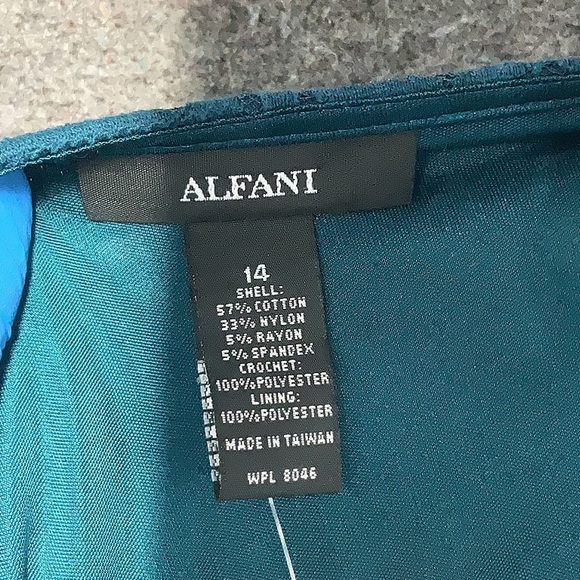 ALFANI
14
SHELL:
57% COTTON
33% NYLON
5% RAYON
5% SPANDEX
CROCHET:
100%POLYESTER
LINING:
100%POLYESTER
MADE IN TAIWAN
WPL 8046